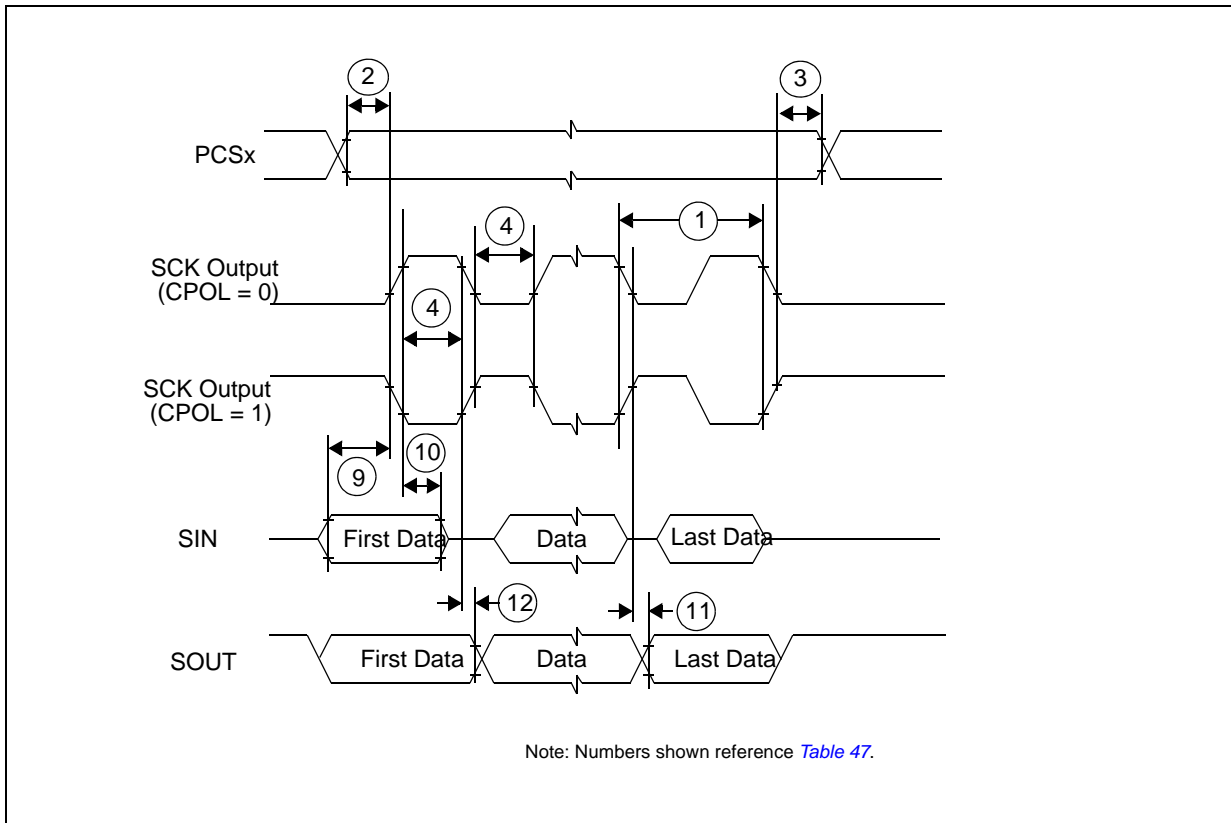 2
3
PCSx
4
1
SCK Output
(CPOL = 0)
4
SCK Output
(CPOL = 1)
9
10
SIN
First Data
Data
Last Data
12
11
SOUT
First Data
Data
Last Data
Note: Numbers shown reference Table 47.